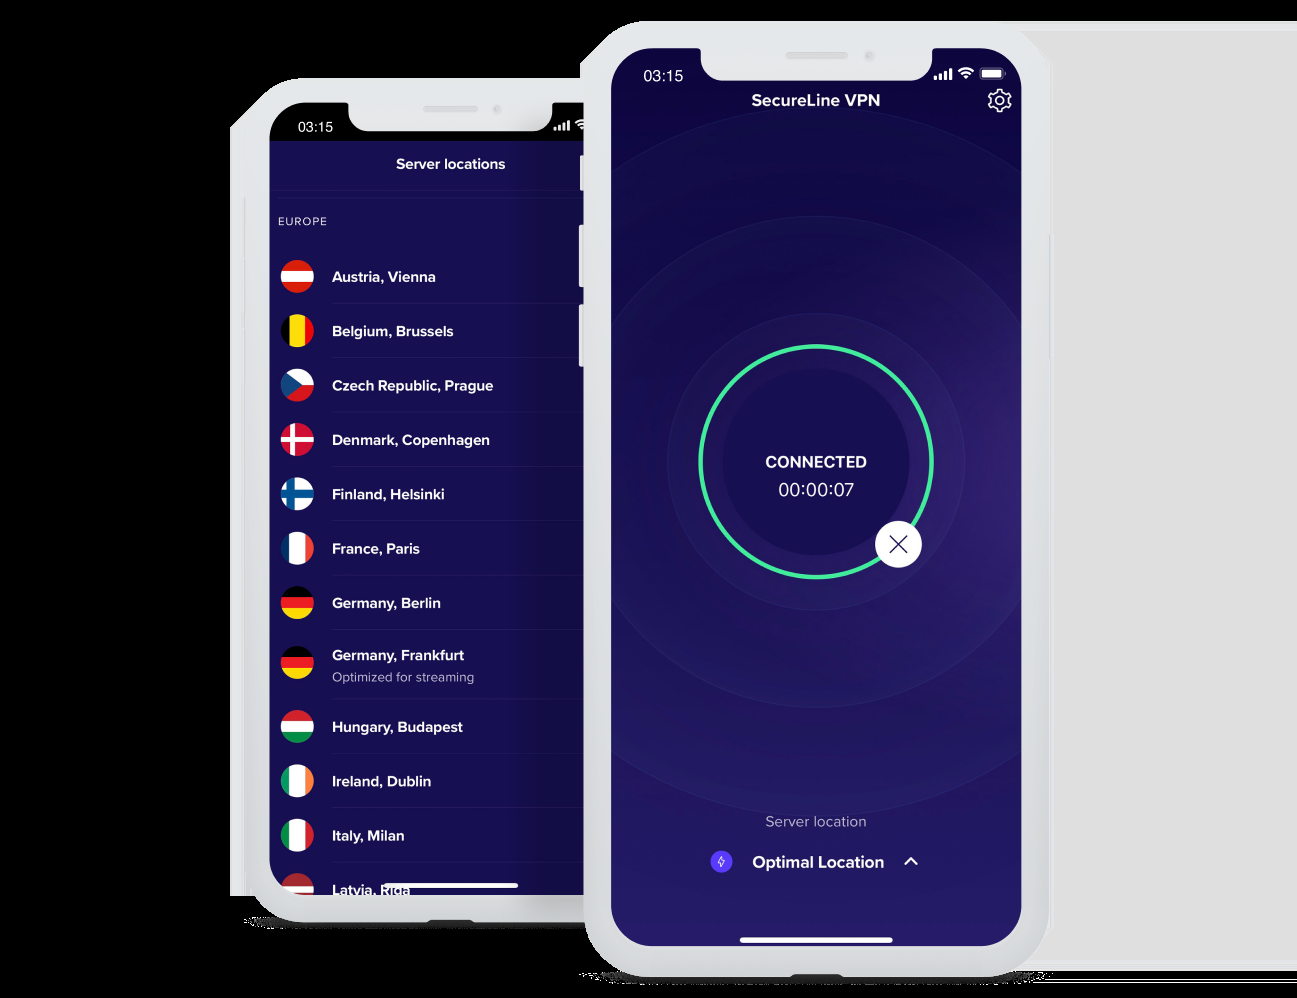 03:15
Server locations
EUROPE
Austria, Vienna
Belgium, Brussels
Czech Republic, Prague
Denmark, Copenhagen
Finland, Helsinki
France, Paris
Germany, Berlin
Germany, Frankfurt
Optimized for streaming
Hungary, Budapest
Ireland, Dublin
Italy, Milan
Latvia, Riga
03:15
SecureLine VPN
CONNECTED
00:00:07
Server location
Optimal Location